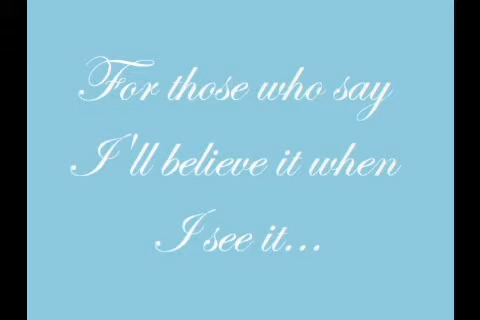 For those who say
I'll believe it when
I see it...